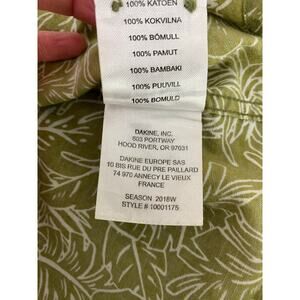 100% KATOEN
100% KOKVILNA
100% BOMULL
100% PAMUT
100% BAMBAKI
100% PUUVILL
100% BOMULD
DAKINE, INC.
603 PORTWAY
HOOD RIVER, OR 97031
DAKINE EUROPE SAS
10 BIS RUE DU PRE PAILLARD
74 970 ANNECY LE VIEUX
FRANCE
SEASON 2018W
STYLE # 10001175